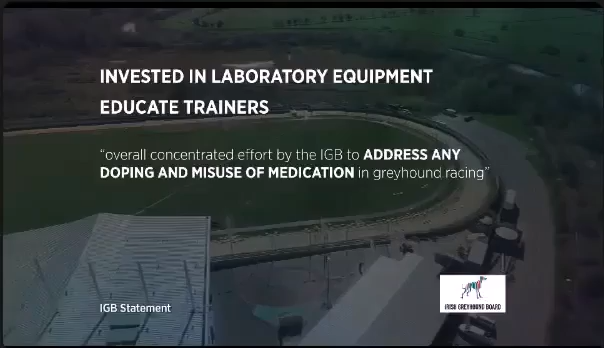 INVESTED IN LABORATORY EQUIPMENT
EDUCATE TRAINERS
“overall concentrated effort by the IGB to ADDRESS ANY
DOPING AND MISUSE OF MEDICATION in greyhound racing”
IGB Statement
IRISH GREYHOUND BOARD